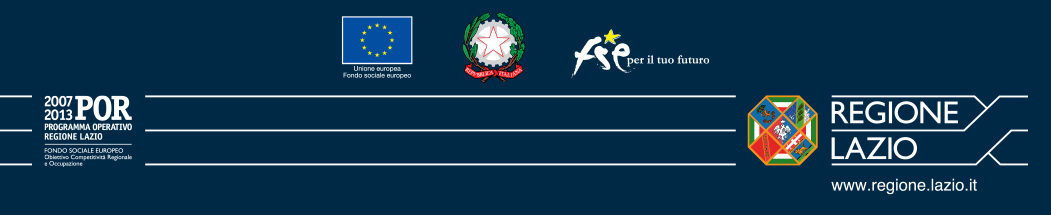 Unione europea
Fondo sociale europeo
REPVBBLICA ITALIANA
fse per il tuo futuro
2007
2013 POR
PROGRAMMA OPERATIVO
REGIONE LAZIO
FONDO SOCIALE EUROPEO
Obiettivo Competitività Regionale
e Occupazione
REGIONE
LAZIO
www.regione.lazio.it